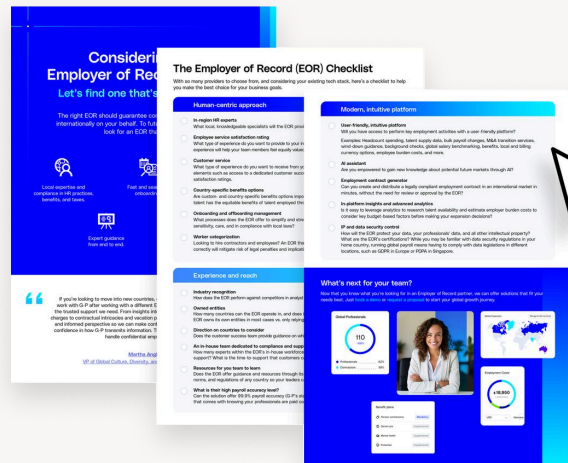 Considerin
Employer of Rec
Let's find one that's
The right EOR should guarantee con
internationally on your behalf. To fut
look for an EOR tha
Local expertise and
compliance in HR practices,
benefits, and taxes.
Fast and sea
onboardin
Expert guidance
from end to end.
If you're looking to move into new countries,
work with G-P after working with a different E
the trusted support we need. From insights into
changes to contractual intricacies and vacation p
and informed perspective so we can make confi
confidence in how G-P transmits information. T
handle confidential emp
Martha Angl
VP of Global Culture, Diversity, an
The Employer of Record (EOR) Checklist
With so many providers to choose from, and considering your existing tech stack, here's a checklist to help
you make the best choice for your business goals.
Human-centric approach
In-region HR experts
What local, knowledgeable specialists will the EOR provi
Employee service satisfaction rating
What type of experience do you want to provide to your in
experience will help your team members feel equally value
Customer service
What type of experience do you want to receive from yo
elements such as access to a dedicated customer succes
satisfaction ratings.
Country-specific benefits options
Are custom- and country-specific benefits options impo
talent has the equitable benefits of talent employed thro
Onboarding and offboarding management
What processes does the EOR offer to simplify and stre
sensitivity, care, and in compliance with local laws?
Worker categorization
Looking to hire contractors and employees? An EOR tha
correctly will mitigate risk of legal penalties and implicati
Experience and reach
Industry recognition
How does the EOR perform against competitors in analyst
Owned entities
How many countries can the EOR operate in, and does i
EOR owns its own entities in most cases vs. only relying
Direction on countries to consider
Does the customer success team provide guidance on wh
An in-house team dedicated to compliance and supp
How many experts within the EOR's in-house workforce
support? What is the time to support that customers c
Resources for you team to learn
Does the EOR offer guidance and resources through its
norms, and regulations of any country so your leaders c
What is their high payroll accuracy level?
Can the solution offer 99.9% payroll accuracy (G-P's sta
that comes with knowing your professionals are paid co
Modern, intuitive platform
User-friendly, intuitive platform
Will you have access to perform key employment activities with a user-friendly platform?
Examples: Headcount spending, talent supply data, bulk payroll changes, M&A transition services,
wind-down guidance, background checks, global salary benchmarking, benefits, local and billing
currency options, employee burden costs, and more.
AI assistant
Are you empowered to gain new knowledge about potential future markets through AI?
Employment contract generator
Can you create and distribute a legally compliant employment contract in an international market in
minutes, without the need for review or approval by the EOR?
In-platform insights and advanced analytics
Is it easy to leverage analytics to research talent availability and estimate employer burden costs to
consider key budget-based factors before making your expansion decisions?
IP and data security control
How will the EOR protect your data, your professionals' data, and all other intellectual property?
What are the EOR's certifications? While you may be familiar with data security regulations in your
home country, running global payroll means having to comply with data legislations in different
locations, such as GDPR in Europe or PDPA in Singapore.
What's next for your team?
Now that you know what you're looking for in an Employer of Record partner, we can offer solutions that fit your
needs best. Just book a demo or request a proposal to start your global growth journey.
Global Professionals
110
Professionals
Contractors
Employment Costs
Benefit plans